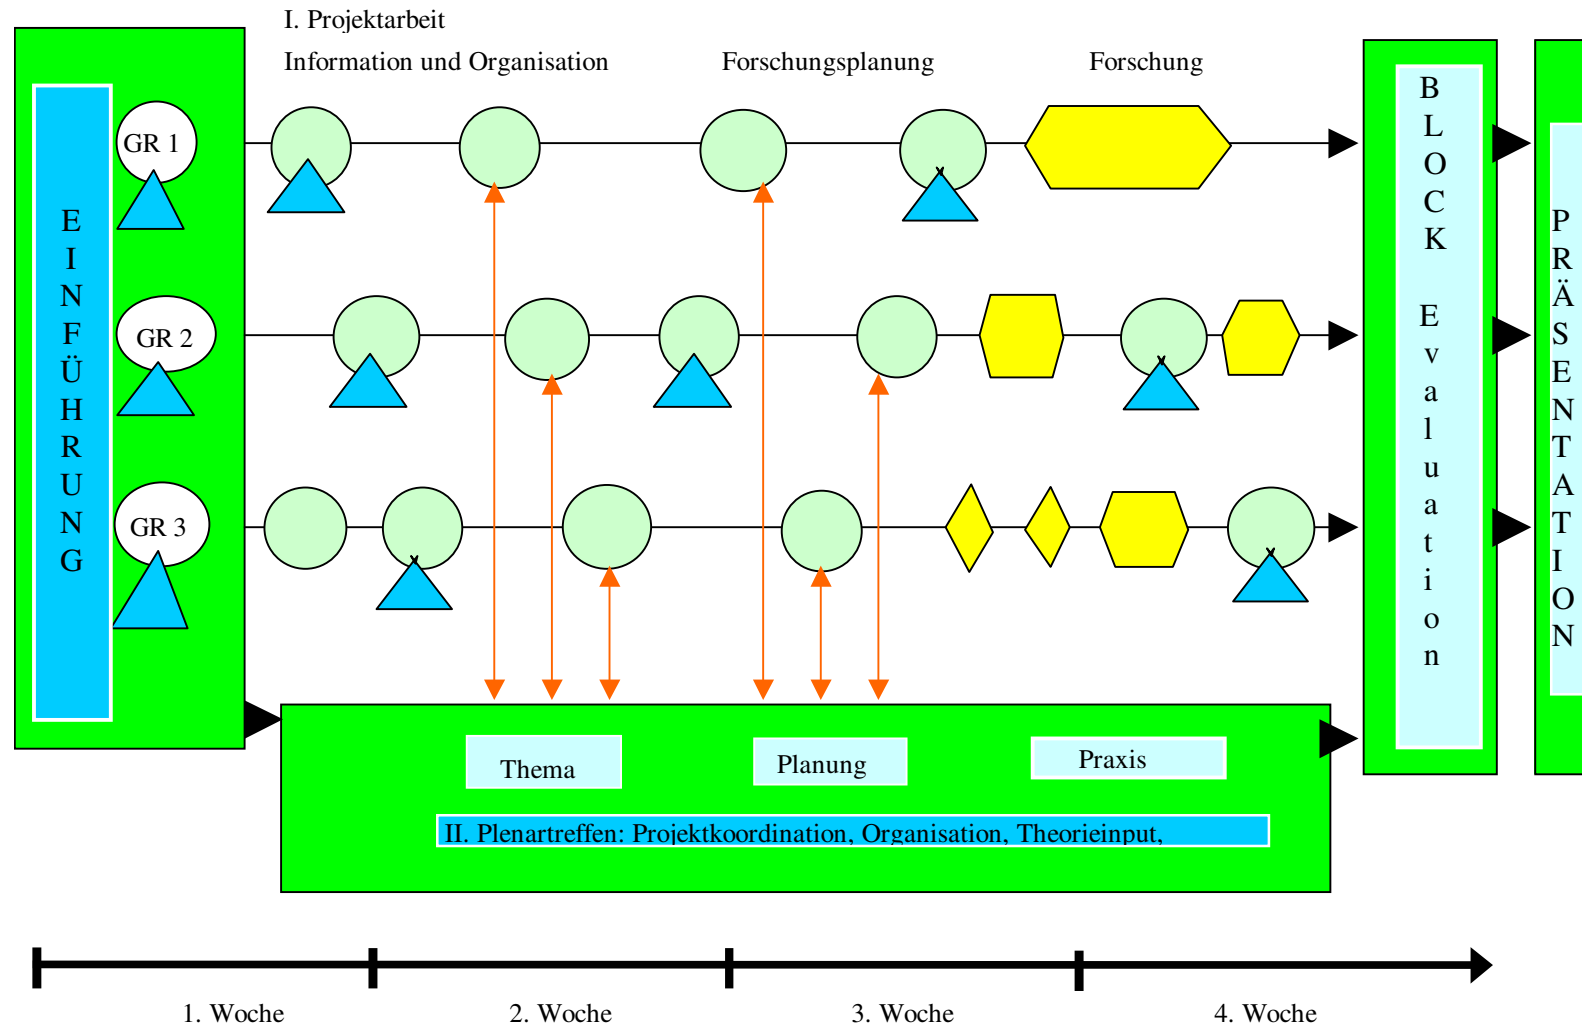 I. Projektarbeit
Information und Organisation
Forschungsplanung
Forschung
EINFÜHRUNG
GR 1
GR 2
GR 3
BLOCK Evaluation
PRÄSENTATION
Thema
Planung
Praxis
II. Plenartreffen: Projektkoordination, Organisation, Theorieinput,
1. Woche
2. Woche
3. Woche
4. Woche